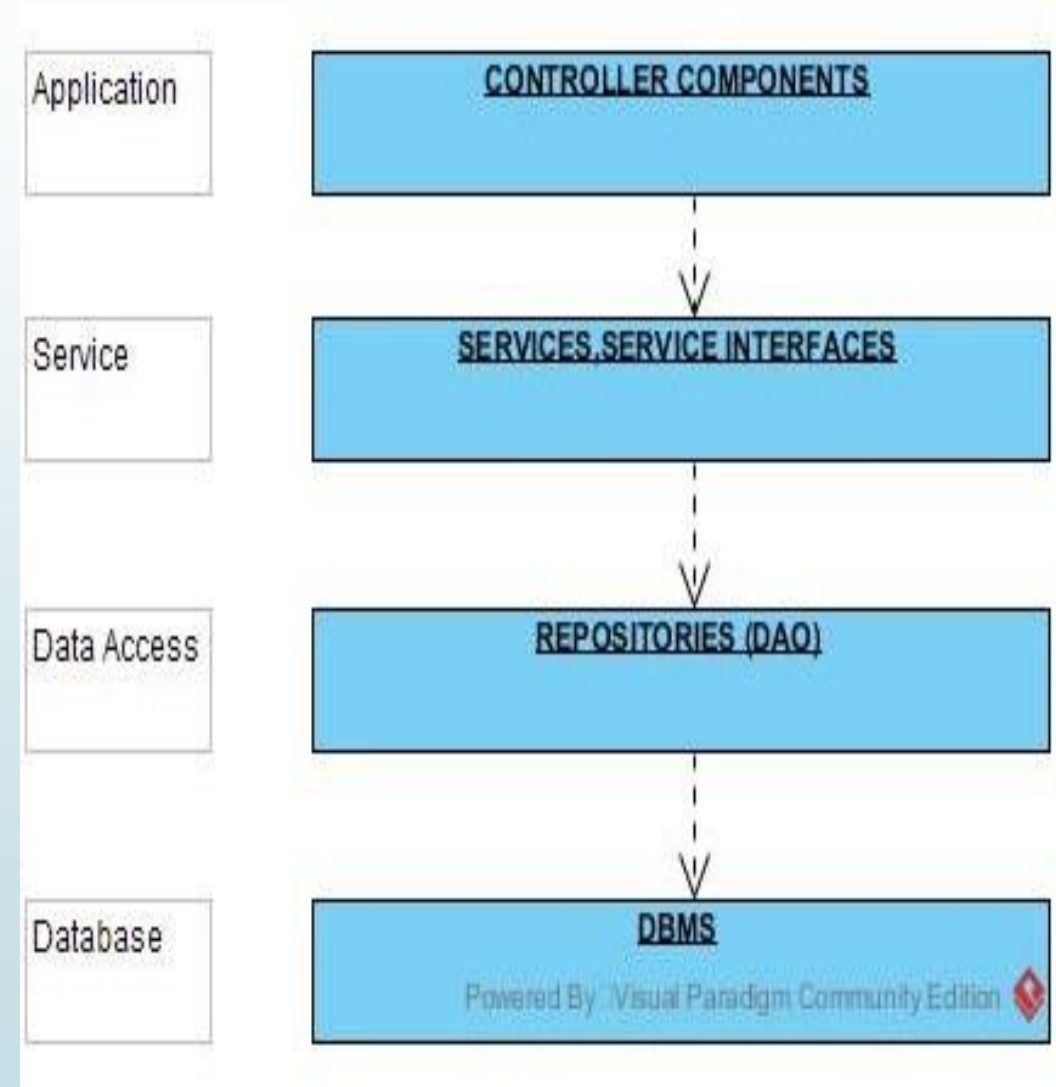 Application
CONTROLLER COMPONENTS
Service
SERVICES,SERVICE INTERFACES
Data Access
REPOSITORIES (DAO)
Database
DBMS
Powered By Visual Paradigm Community Edition